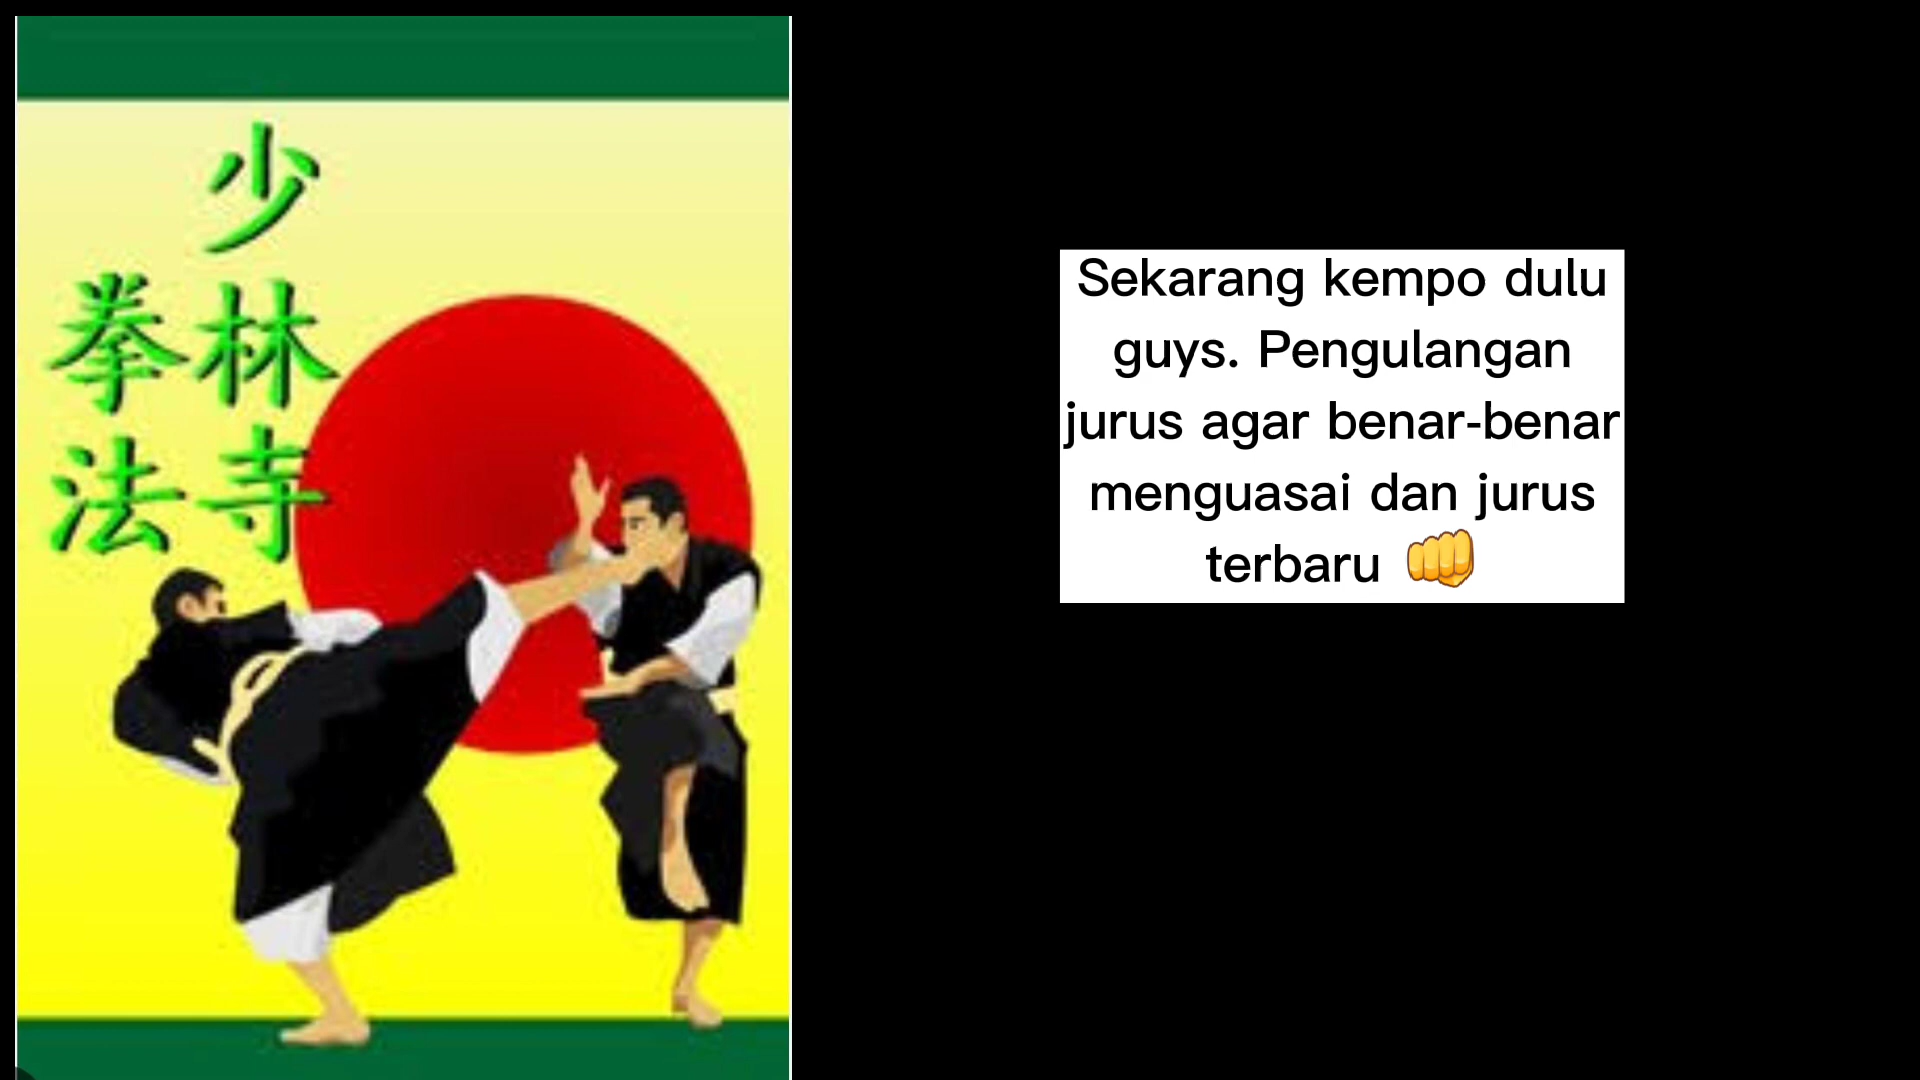 少林寺
拳法
Sekarang kempo dulu
guys. Pengulangan
jurus agar benar-benar
menguasai dan jurus
terbaru 👊